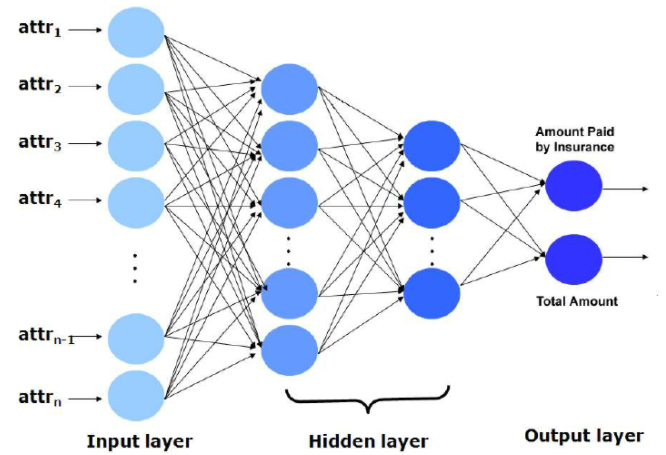 attr1
attr2
attr3
attr4
attrn-1
attrn
Amount Paid
by Insurance
Total Amount
Input layer
Hidden layer
Output layer